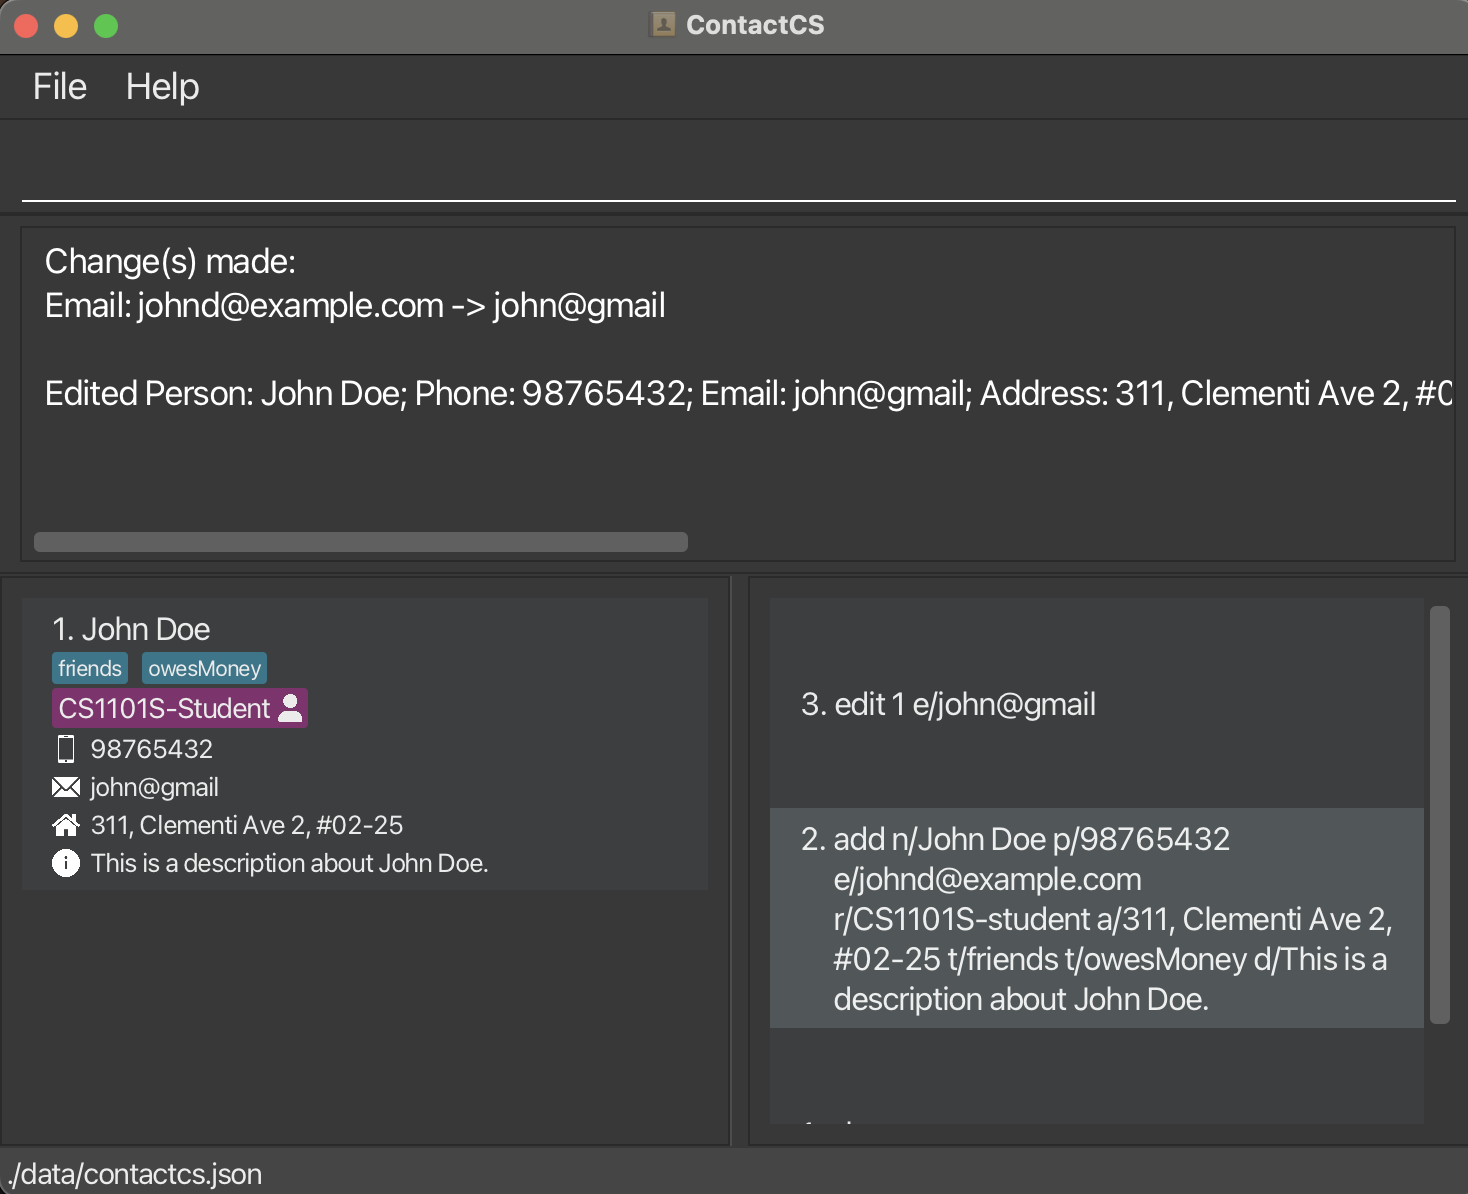 ContactCS
File Help
Change(s) made:
Email: johnd@example.com -> john@gmail
Edited Person: John Doe; Phone: 98765432; Email: john@gmail; Address: 311, Clementi Ave 2,
1. John Doe
friends owesMoney
CS1101S-Student
98765432
john@gmail
311, Clementi Ave 2, #02-25
This is a description about John Doe.
3. edit 1 e/john@gmail
2. add n/John Doe p/98765432
e/johnd@example.com
r/CS1101S-student a/311, Clementi Ave 2,
#02-25 t/friends t/owesMoney d/This is a
description about John Doe.
./data/contactcs.json